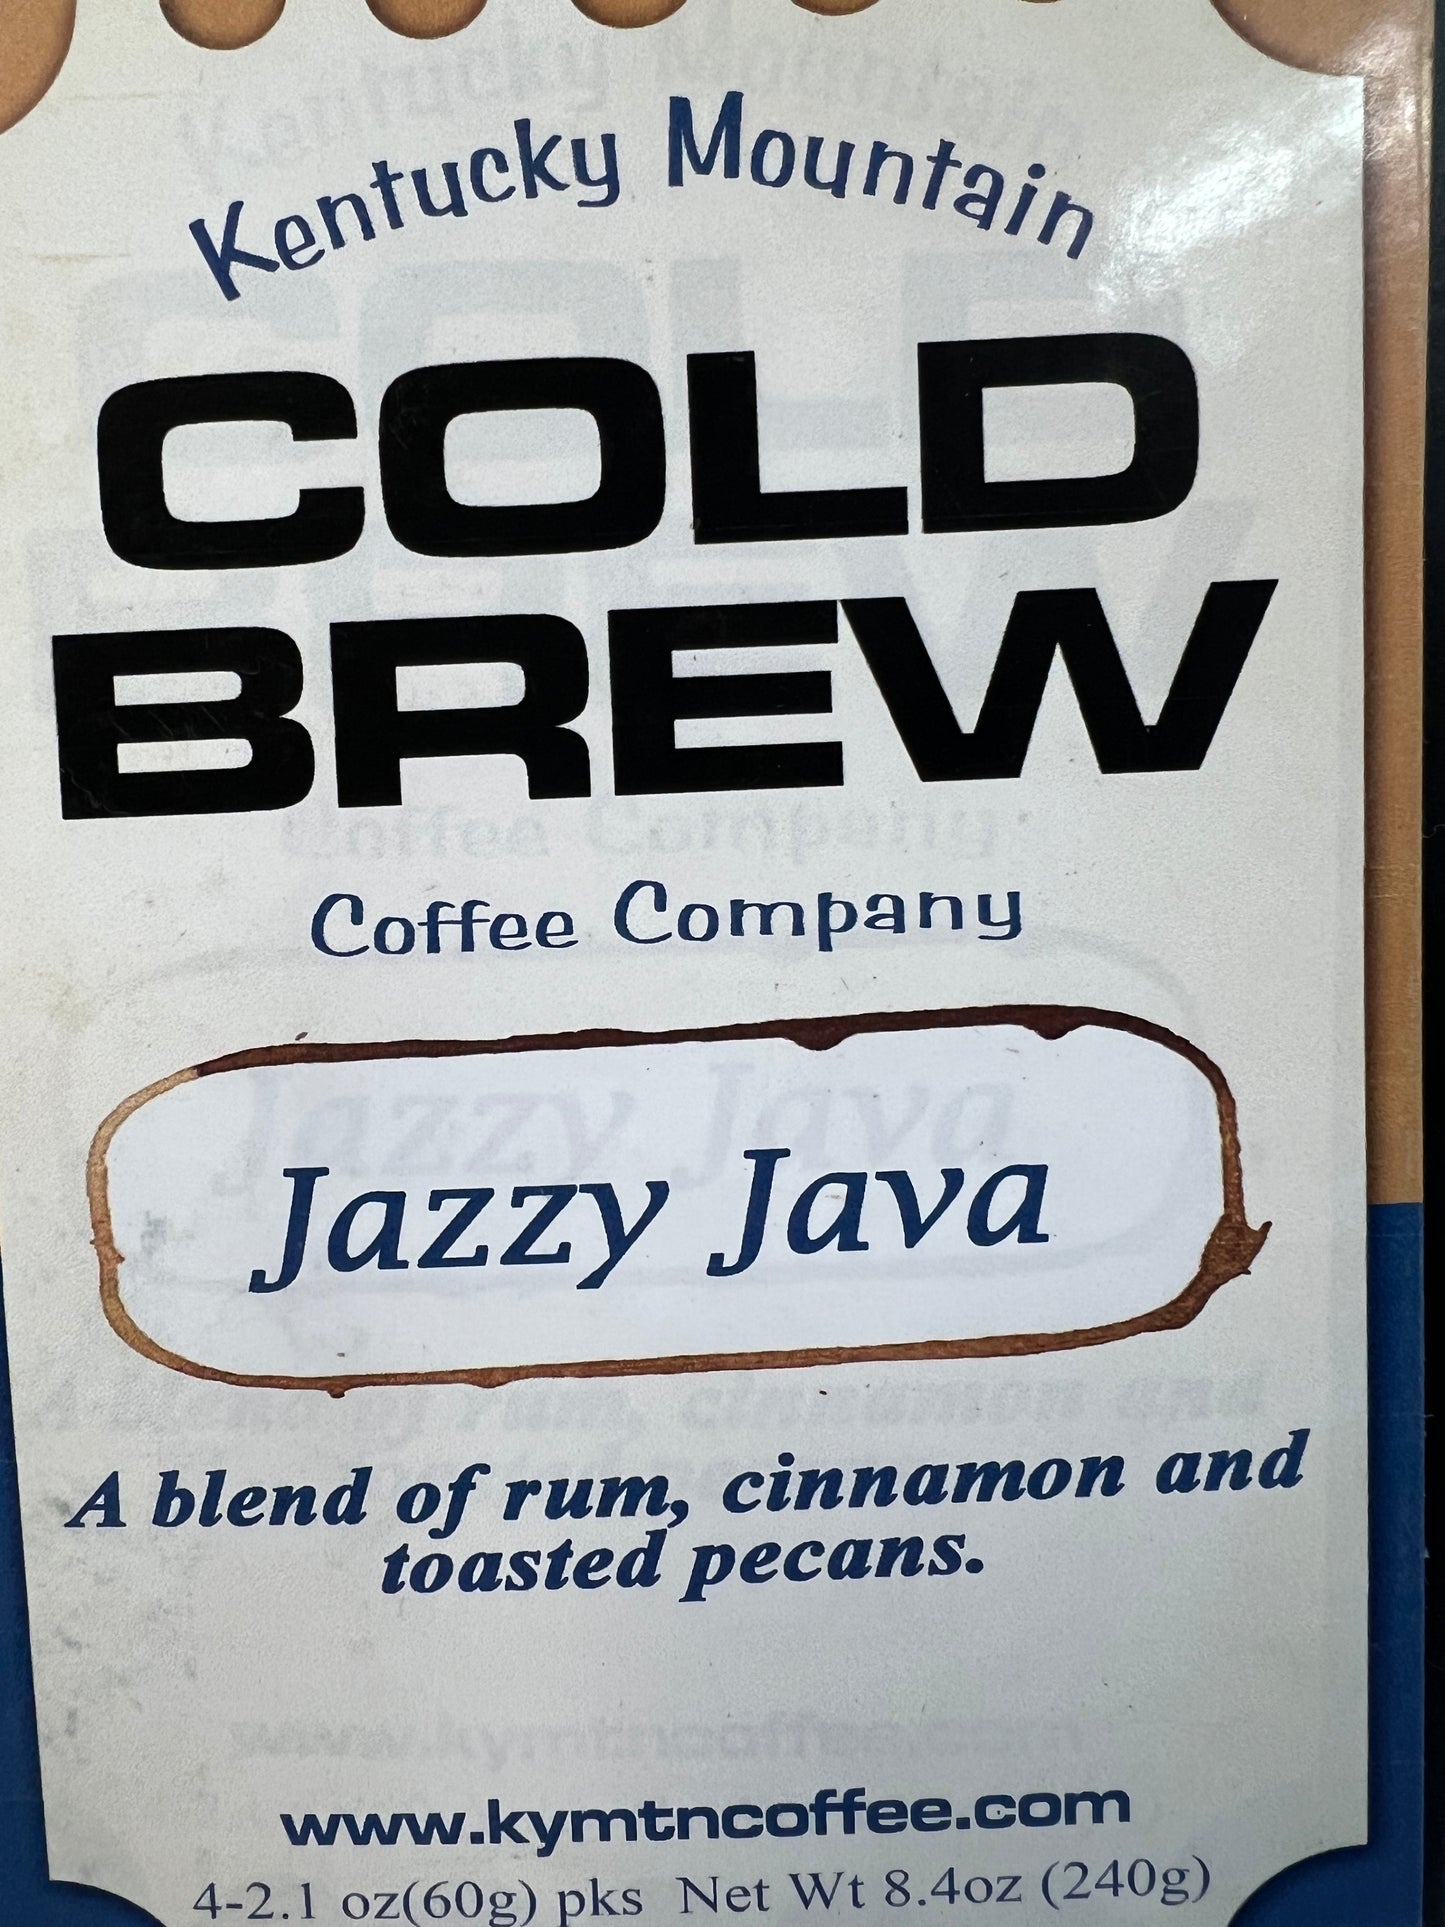 Kentucky Mountain
COLD
BREW
Coffee Company
Jazzy Java
A blend of rum, cinnamon and
toasted pecans.
www.kymtncoffee.com
4-2.1 oz(60g) pks Net Wt 8.4oz (240g)